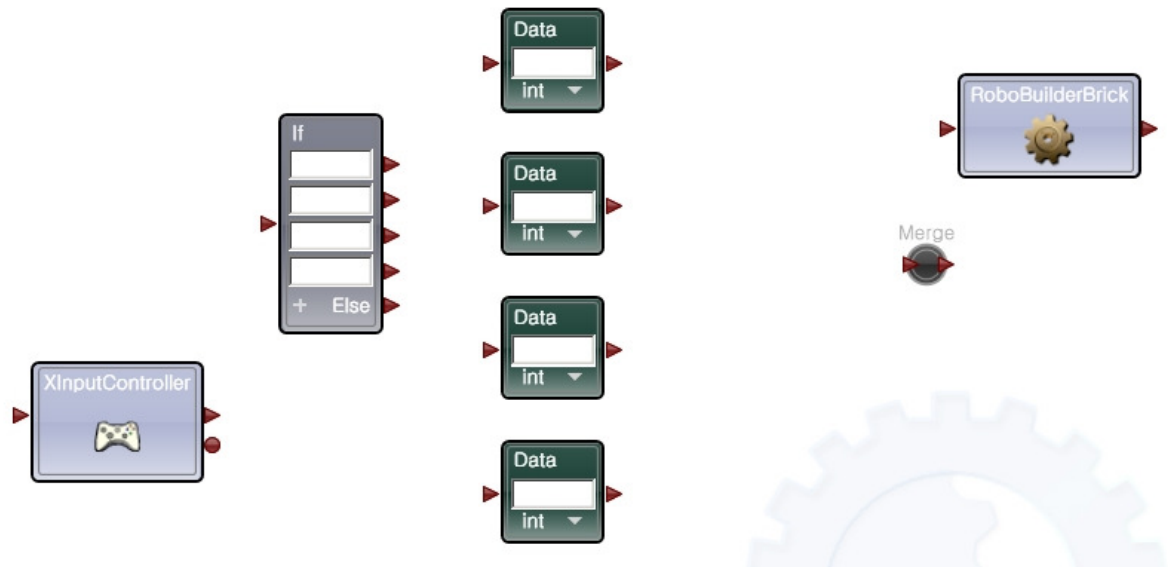 Data
int
RoboBuilderBrick
If
Data
int
Merge
+ Else
Data
int
XInputController
Data
int